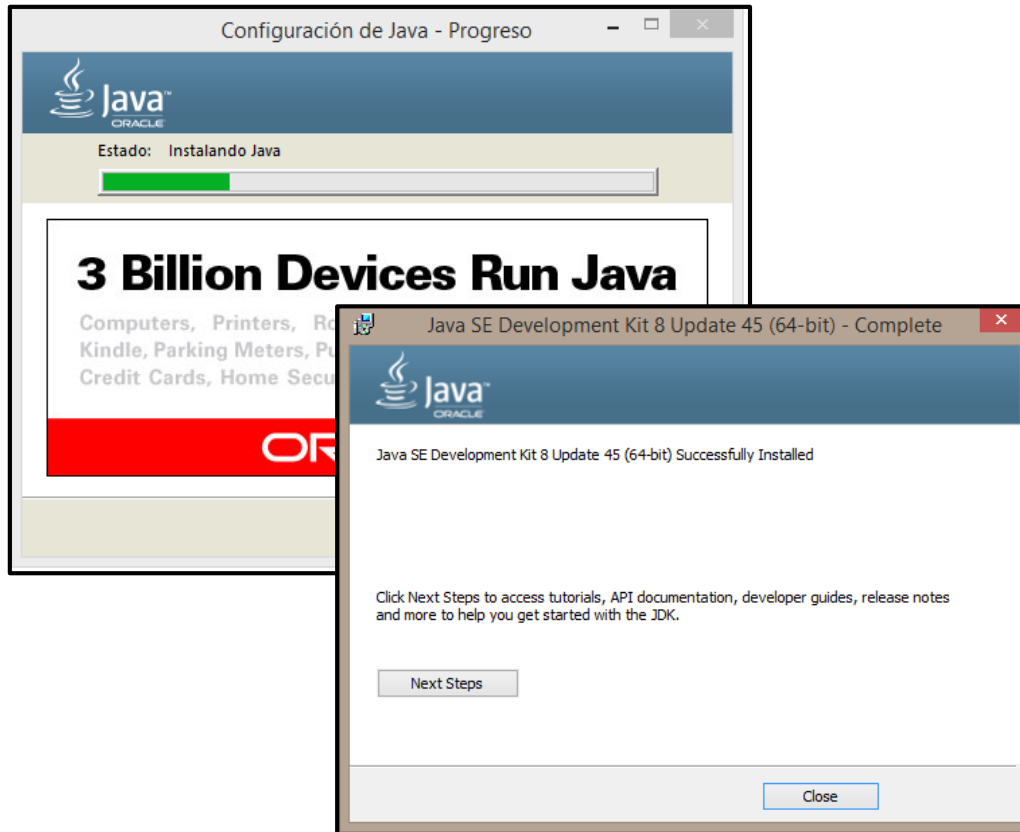 Configuración de Java - Progreso
Java™
ORACLE
Estado: Instalando Java
3 Billion Devices Run Java
Computers, Printers,
Kindle, Parking Meters,
Credit Cards, Home
Java SE Development Kit 8 Update 45 (64-bit) - Complete
Java™
ORACLE
Java SE Development Kit 8 Update 45 (64-bit) Successfully Installed
Click Next Steps to access tutorials, API documentation, developer guides, release notes
and more to help you get started with the JDK.
Next Steps
Close